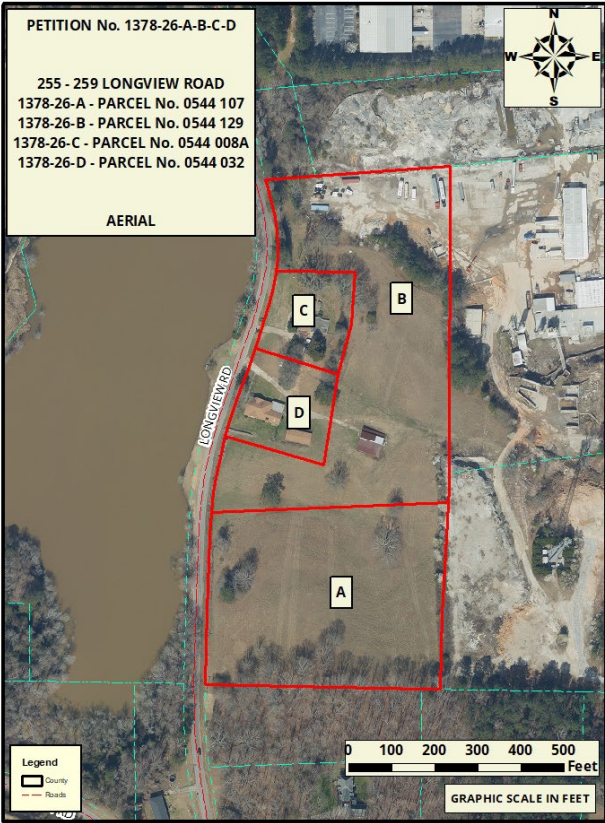 PETITION No. 1378-26-A-B-C-D
255 - 259 LONGVIEW ROAD
1378-26-A - PARCEL No. 0544 107
1378-26-B - PARCEL No. 0544 129
1378-26-C - PARCEL No. 0544 008A
1378-26-D - PARCEL No. 0544 032
AERIAL
N
W E
S
C
B
D
LONGVIEW RD
A
0 100 200 300 400 500
Feet
GRAPHIC SCALE IN FEET
Legend
County
Roads